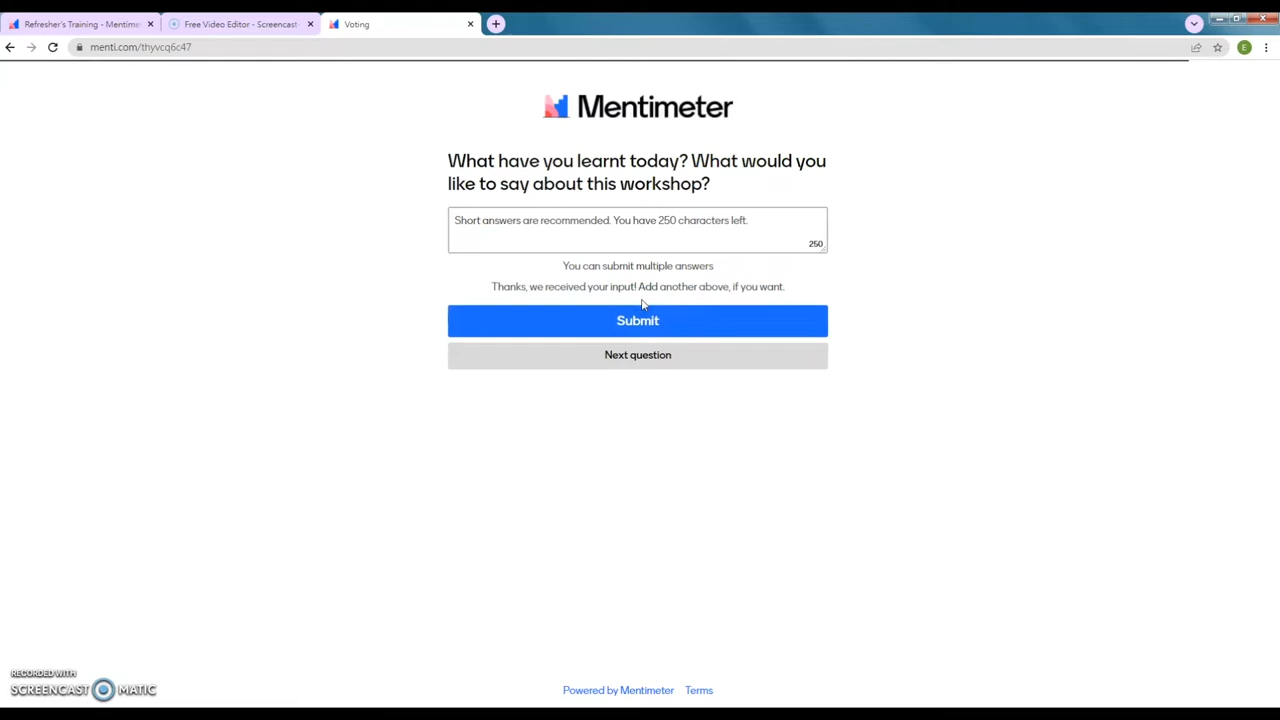 Refresher's Training - Mentime
Free Video Editor - Screencast-
Voting
menti.com/thyvcq6c47
E
Mentimeter
What have you learnt today? What would you
like to say about this workshop?
Short answers are recommended. You have 250 characters left.
250
You can submit multiple answers
Thanks, we received your input! Add another above, if you want.
Submit
Next question
RECORDED WITH
SCREENCAST MATIC
Powered by Mentimeter Terms